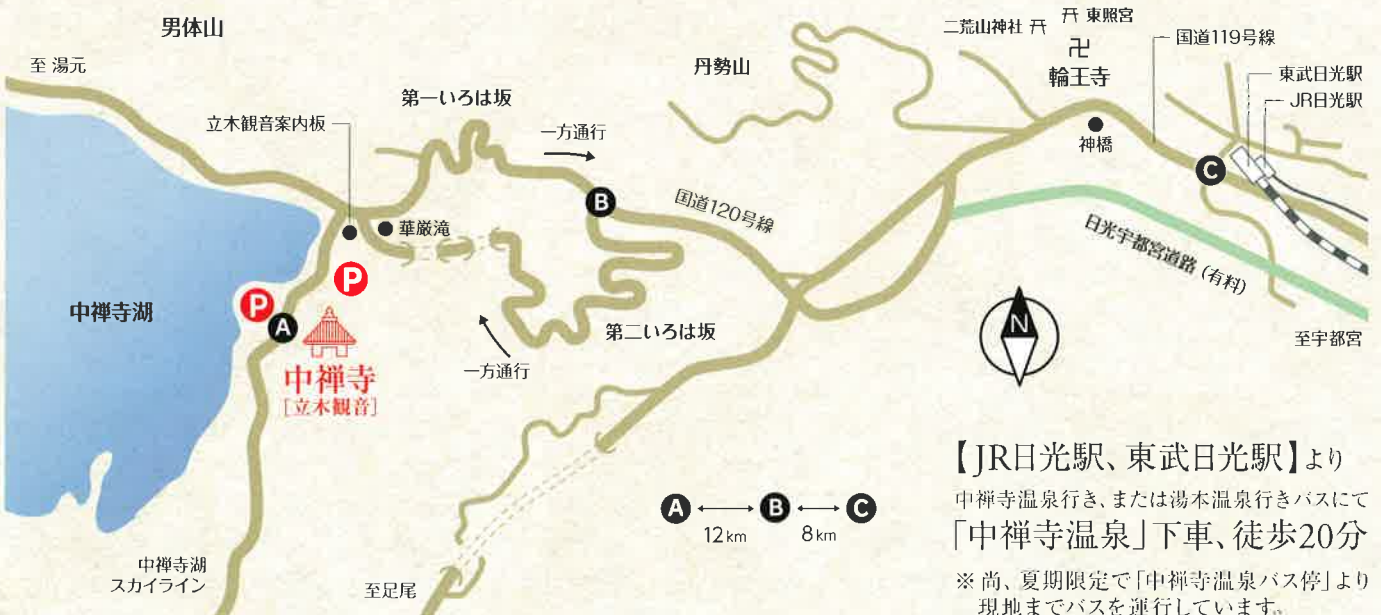 男体山
至 湯元
立木観音案内板
第一いろは坂
一方通行
丹勢山
二荒山神社
東照宮
卍
輪王寺
国道119号線
東武日光駅
JR日光駅
神橋
C
B
国道120号線
華厳滝
P
P
A
中禅寺湖
中禅寺
[立木観音]
第二いろは坂
一方通行
日光宇都宮道路(有料)
至宇都宮
N
中禅寺湖
スカイライン
至足尾
A B C
12km 8km
【JR日光駅、東武日光駅】より
中禅寺温泉行き、または湯本温泉行きバスにて
「中禅寺温泉」下車、徒歩20分
※尚、夏期限定で「中禅寺温泉バス停」より
現地までバスを運行しています。